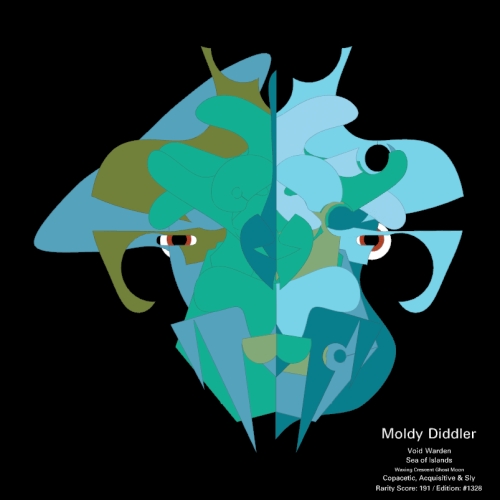 Moldy Diddler
Void Warden
Sea of Islands
Waxing Crescent Ghost Moon
Copacetic, Acquisitive & Sly
Rarity Score: 191 / Edition: #1328